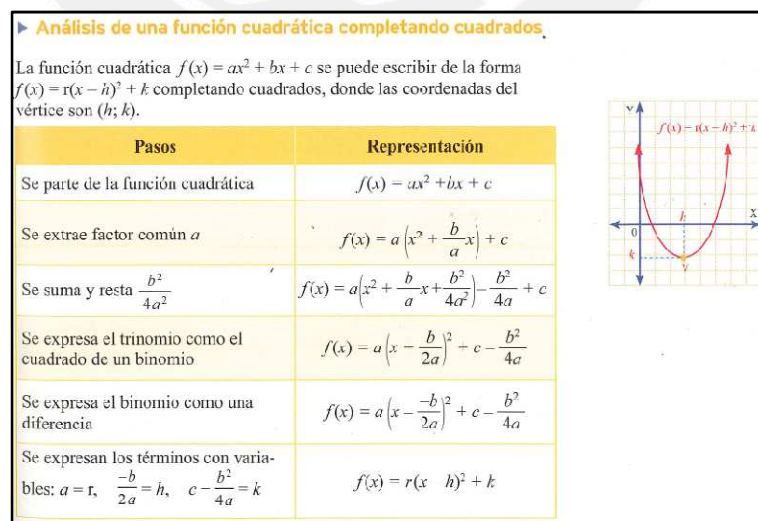 ▶ Análisis de una función cuadrática completando cuadrados
La función cuadrática f(x) = ax² + bx + c se puede escribir de la forma
f(x) = r(x − h)² + k completando cuadrados, donde las coordenadas del
vértice son (h; k).
Pasos Representación
Se parte de la función cuadrática f(x) = ax² + bx + c
Se extrae factor común a f(x) = a(x² + b/a x) + c
Se suma y resta b²/4a² f(x) = a(x² + b/a x + b²/4a²) − b²/4a + c
Se expresa el trinomio como el
cuadrado de un binomio f(x) = a(x − b/2a)² + c − b²/4a
Se expresa el binomio como una
diferencia f(x) = a(x − −b/2a)² + c − b²/4a
Se expresan los términos con varia-
bles: a = r, −b/2a = h, c − b²/4a = k f(x) = r(x h)² + k
y
f(x) = r(x − h)² + k
h
x
0
k
V